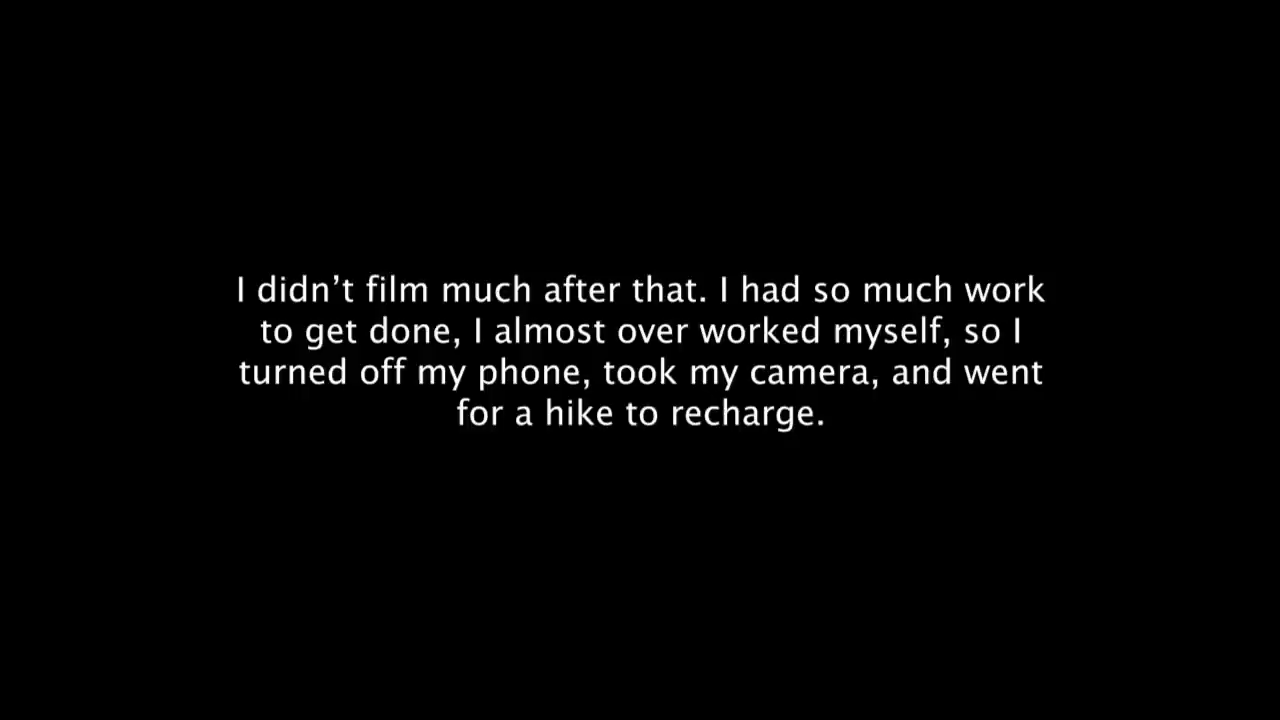 I didn’t film much after that. I had so much work
to get done, I almost over worked myself, so I
turned off my phone, took my camera, and went
for a hike to recharge.